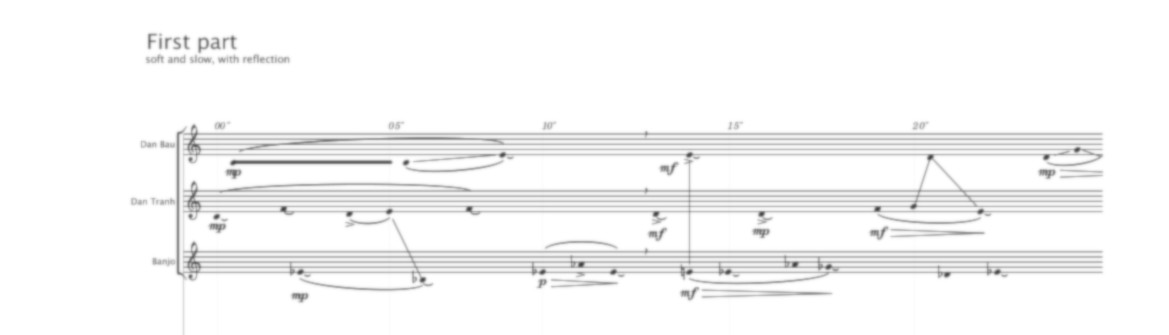 First part
soft and slow, with reflection
00" 05" 10" 15" 20"
Dan Bau
mp mf mp
Dan Tranh
mp mf mp mf
Banjo
mp p mf